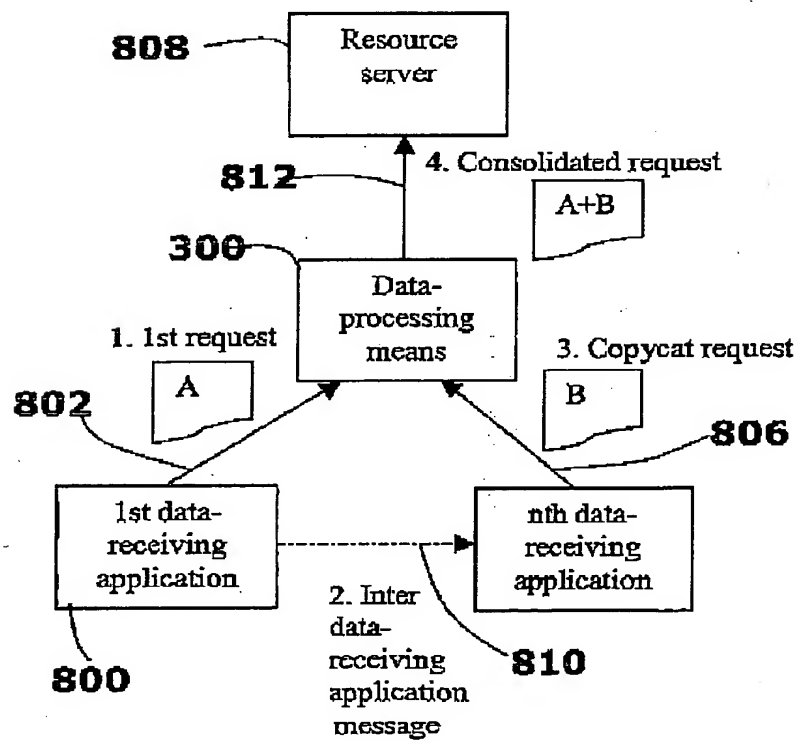 808
Resource
server
812
4. Consolidated request
A+B
300
Data-
processing
means
1. 1st request
A
802
3. Copycat request
B
806
1st data-
receiving
application
nth data-
receiving
application
800
2. Inter
data-
receiving
application
message
810